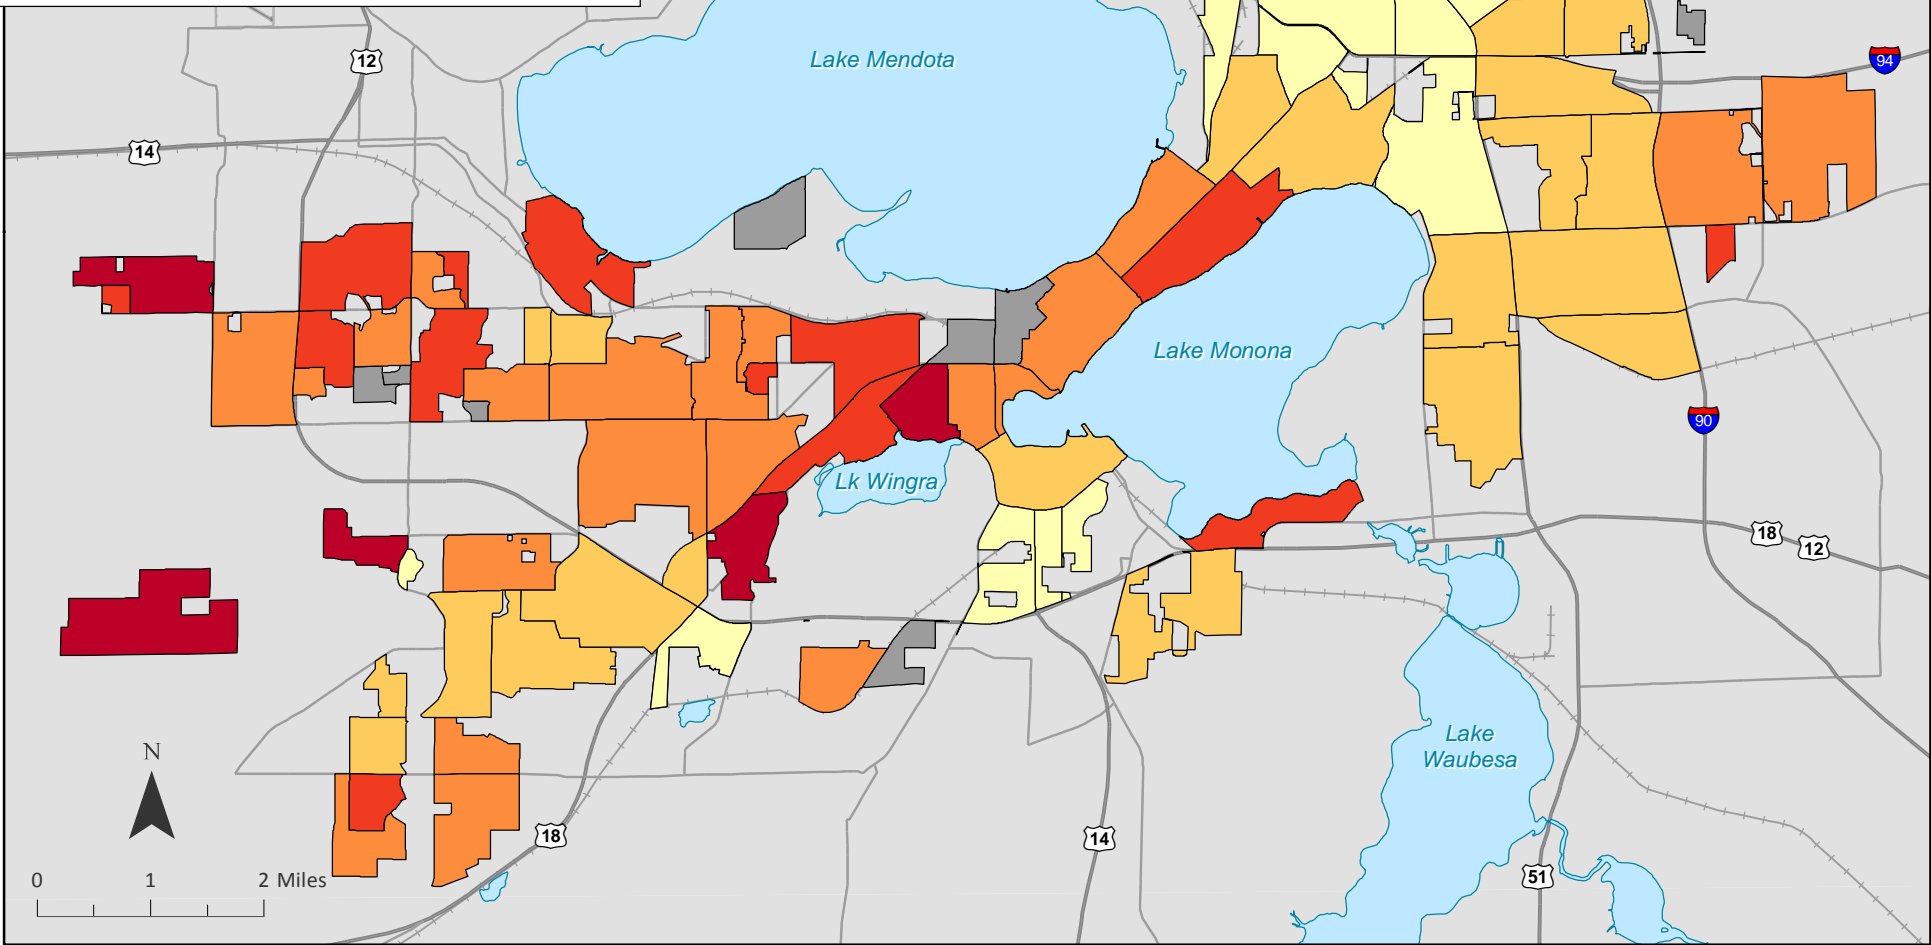 Lake Mendota
12
94
14
Lake Monona
90
Lk Wingra
18
12
Lake
Waubesa
N
18
14
0 1 2 Miles
51